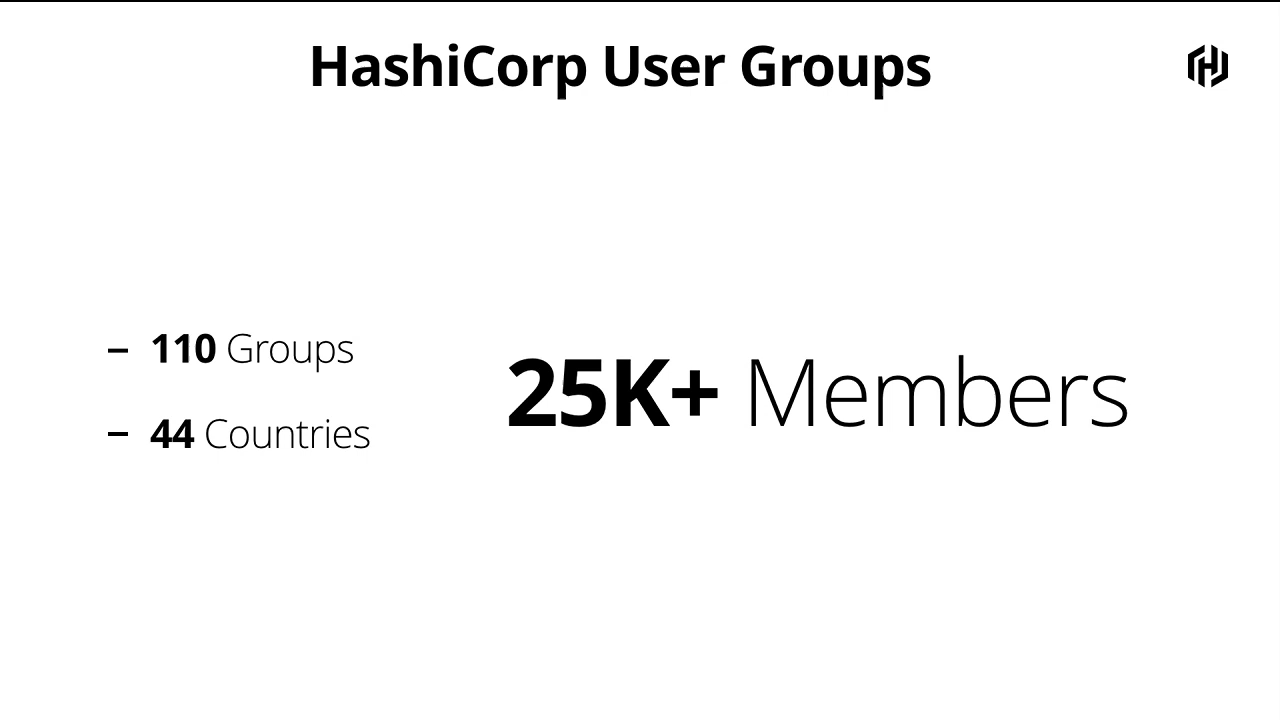 HashiCorp User Groups
– 110 Groups
– 44 Countries
25K+ Members